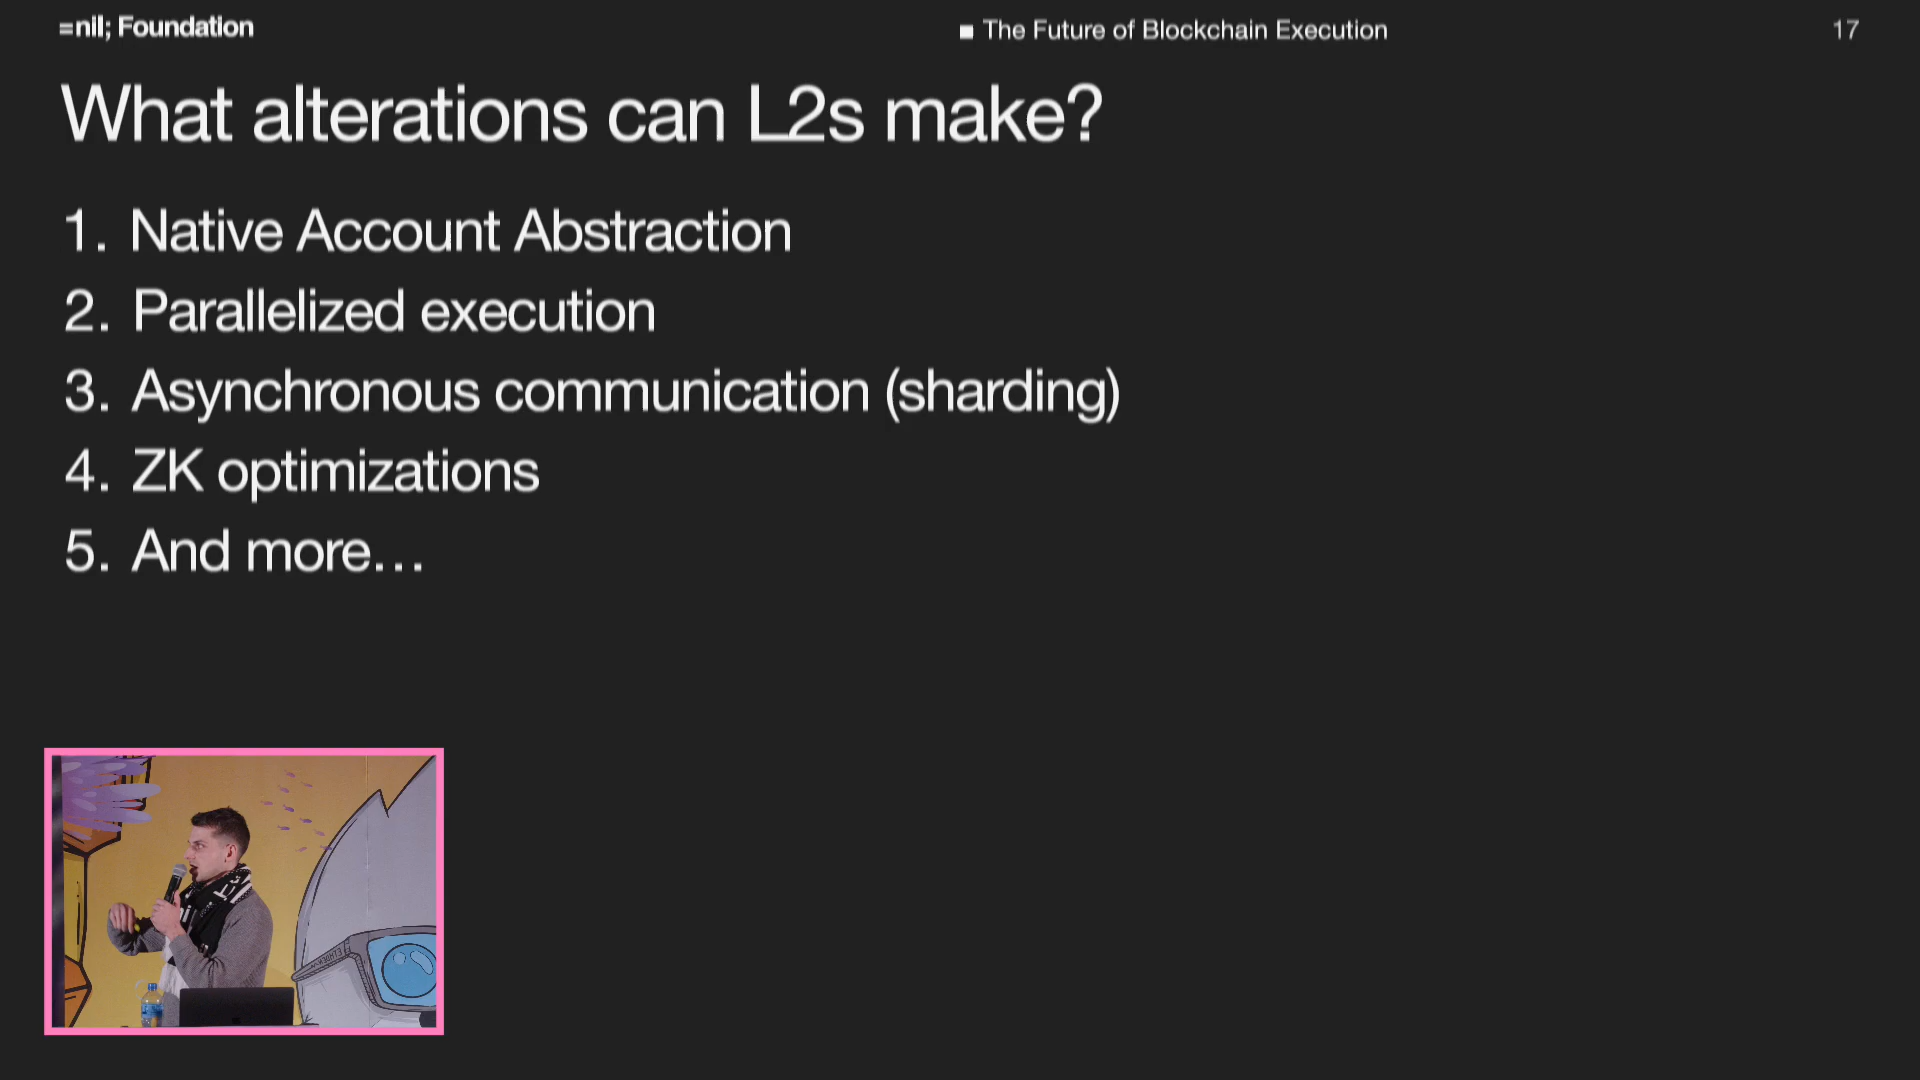 =nil; Foundation
The Future of Blockchain Execution
17
What alterations can L2s make?
1. Native Account Abstraction
2. Parallelized execution
3. Asynchronous communication (sharding)
4. ZK optimizations
5. And more...